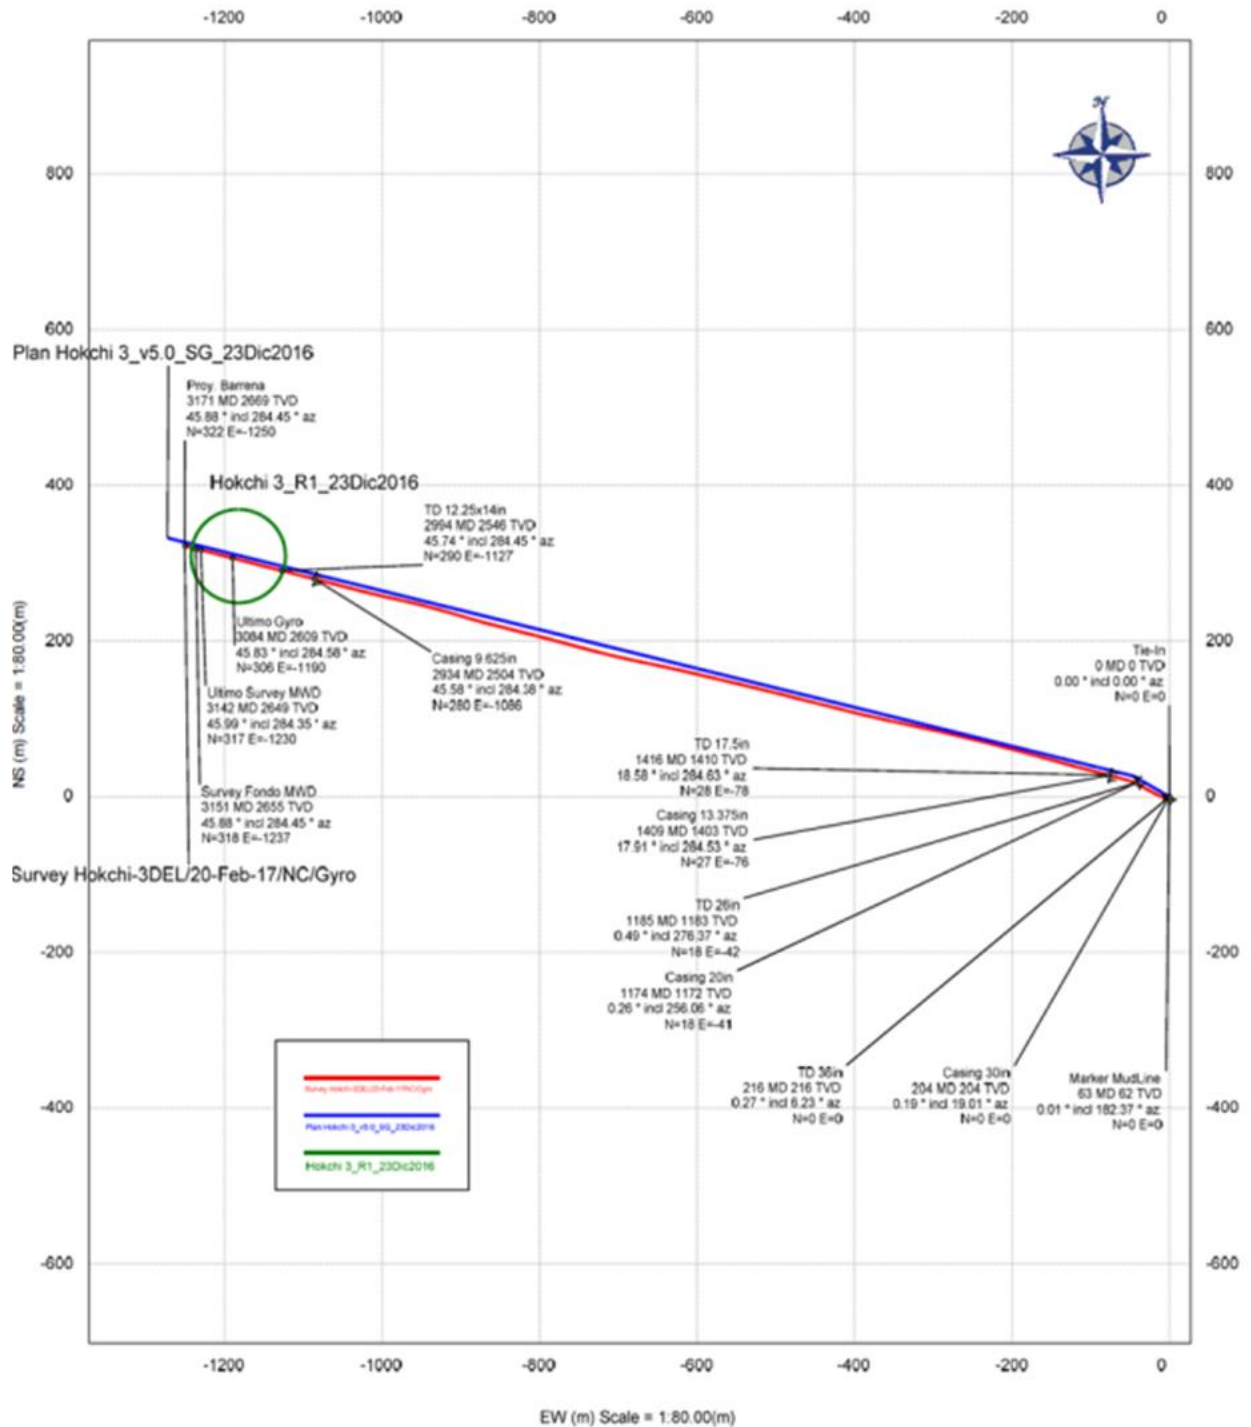 -1200 -1000 -800 -600 -400 -200 0
N
800 800
600 600
Plan Hokchi 3_v5.0_SG_23Dic2016
Proy. Barrena
3171 MD 2669 TVD
45.88 ° incl 284.45 ° az
N=322 E=-1250
400 400
Hokchi 3_R1_23Dic2016
TD 12.25x14in
2994 MD 2546 TVD
45.74 ° incl 284.45 ° az
N=290 E=-1127
Ultimo Gyro
3084 MD 2609 TVD
45.83 ° incl 284.58 ° az
N=306 E=-1190
Casing 9.625in
2934 MD 2504 TVD
45.58 ° incl 284.38 ° az
N=280 E=-1086
Ultimo Survey MWD
3142 MD 2649 TVD
45.99 ° incl 284.35 ° az
N=317 E=-1230
Survey Fondo MWD
3151 MD 2655 TVD
45.88 ° incl 284.45 ° az
N=318 E=-1237
Survey Hokchi-3DEL/20-Feb-17/NC/Gyro
200 200
Tie-In
0 MD 0 TVD
0.00 ° incl 0.00 ° az
N=0 E=0
TD 17.5in
1416 MD 1410 TVD
18.58 ° incl 284.63 ° az
N=28 E=-78
0 0
Casing 13.375in
1409 MD 1403 TVD
17.91 ° incl 284.53 ° az
N=27 E=-76
TD 26in
1185 MD 1183 TVD
0.49 ° incl 276.37 ° az
N=18 E=-42
-200 -200
Casing 20in
1174 MD 1172 TVD
0.26 ° incl 256.06 ° az
N=18 E=-41
TD 36in
216 MD 216 TVD
0.27 ° incl 6.23 ° az
N=0 E=0
Casing 30in
204 MD 204 TVD
0.19 ° incl 19.01 ° az
N=0 E=0
Marker MudLine
63 MD 62 TVD
0.01 ° incl 182.37 ° az
N=0 E=0
-400 -400
Survey Hokchi-3DEL/20-Feb-17/NC/Gyro
Plan Hokchi 3_v5.0_SG_23Dic2016
Hokchi 3_R1_23Dic2016
-600 -600
NS (m) Scale = 1:80.00(m)
-1200 -1000 -800 -600 -400 -200 0
EW (m) Scale = 1:80.00(m)